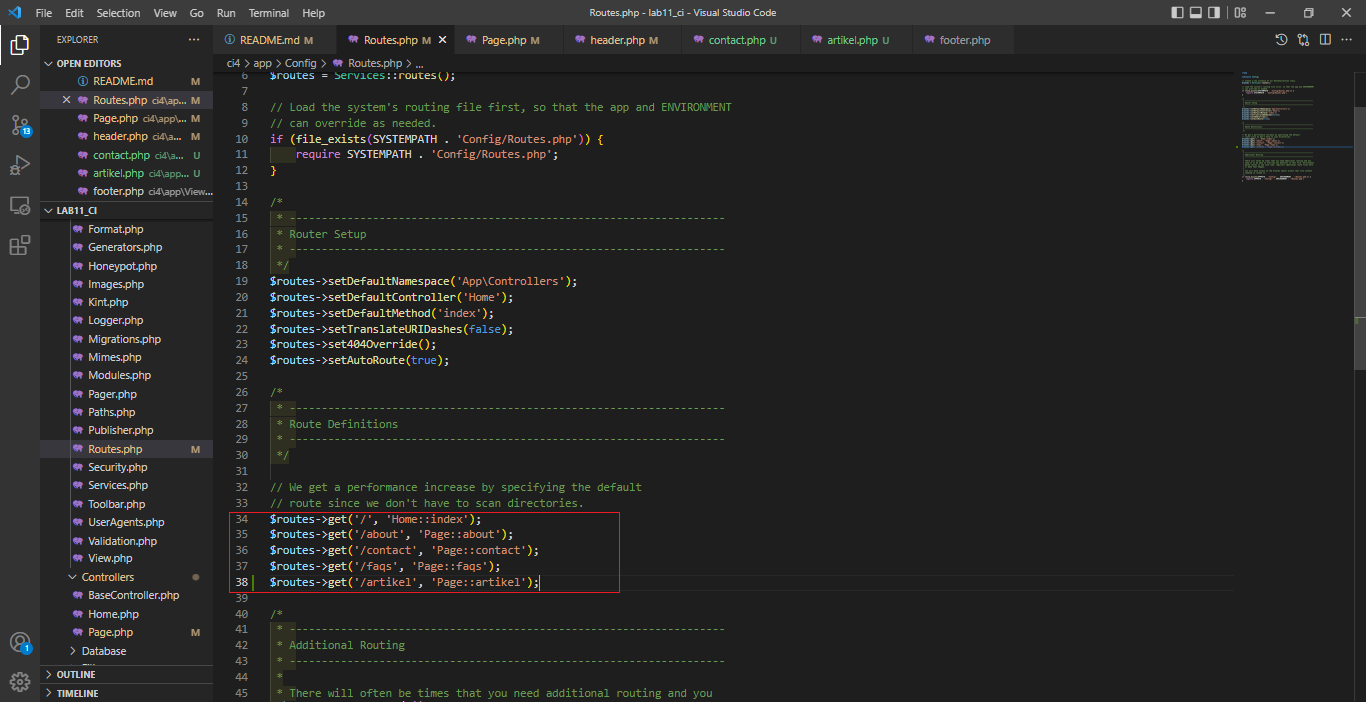 File Edit Selection View Go Run Terminal Help
Routes.php - lab11_ci - Visual Studio Code
EXPLORER
OPEN EDITORS
README.md M
Routes.php ci4\ap... M
Page.php ci4\app\... M
header.php ci4\a... M
contact.php ci4\a... U
artikel.php ci4\app... U
footer.php ci4\app\View...
LAB11_CI
Format.php
Generators.php
Honeypot.php
Images.php
Kint.php
Logger.php
Migrations.php
Mimes.php
Modules.php
Pager.php
Paths.php
Publisher.php
Routes.php M
Security.php
Services.php
Toolbar.php
UserAgents.php
Validation.php
View.php
Controllers
BaseController.php
Home.php
Page.php M
Database
OUTLINE
TIMELINE
13
1
README.md M
Routes.php M
Page.php M
header.php M
contact.php U
artikel.php U
footer.php
ci4 > app > Config > Routes.php > ...
6 $routes = Services::routes();
7
8 // Load the system's routing file first, so that the app and ENVIRONMENT
9 // can override as needed.
10 if (file_exists(SYSTEMPATH . 'Config/Routes.php')) {
11 require SYSTEMPATH . 'Config/Routes.php';
12 }
13
14 /*
15 * --------------------------------------------------------------------
16 * Router Setup
17 * --------------------------------------------------------------------
18 */
19 $routes->setDefaultNamespace('App\Controllers');
20 $routes->setDefaultController('Home');
21 $routes->setDefaultMethod('index');
22 $routes->setTranslateURIDashes(false);
23 $routes->set404Override();
24 $routes->setAutoRoute(true);
25
26 /*
27 * --------------------------------------------------------------------
28 * Route Definitions
29 * --------------------------------------------------------------------
30 */
31
32 // We get a performance increase by specifying the default
33 // route since we don't have to scan directories.
34 $routes->get('/', 'Home::index');
35 $routes->get('/about', 'Page::about');
36 $routes->get('/contact', 'Page::contact');
37 $routes->get('/faqs', 'Page::faqs');
38 $routes->get('/artikel', 'Page::artikel');
39
40 /*
41 * --------------------------------------------------------------------
42 * Additional Routing
43 * --------------------------------------------------------------------
44 *
45 * There will often be times that you need additional routing and you